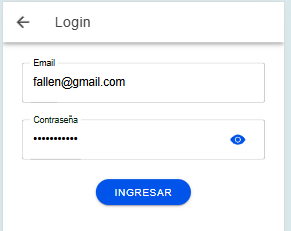 Login
Email
fallen@gmail.com
Contraseña
•••••••••••
INGRESAR